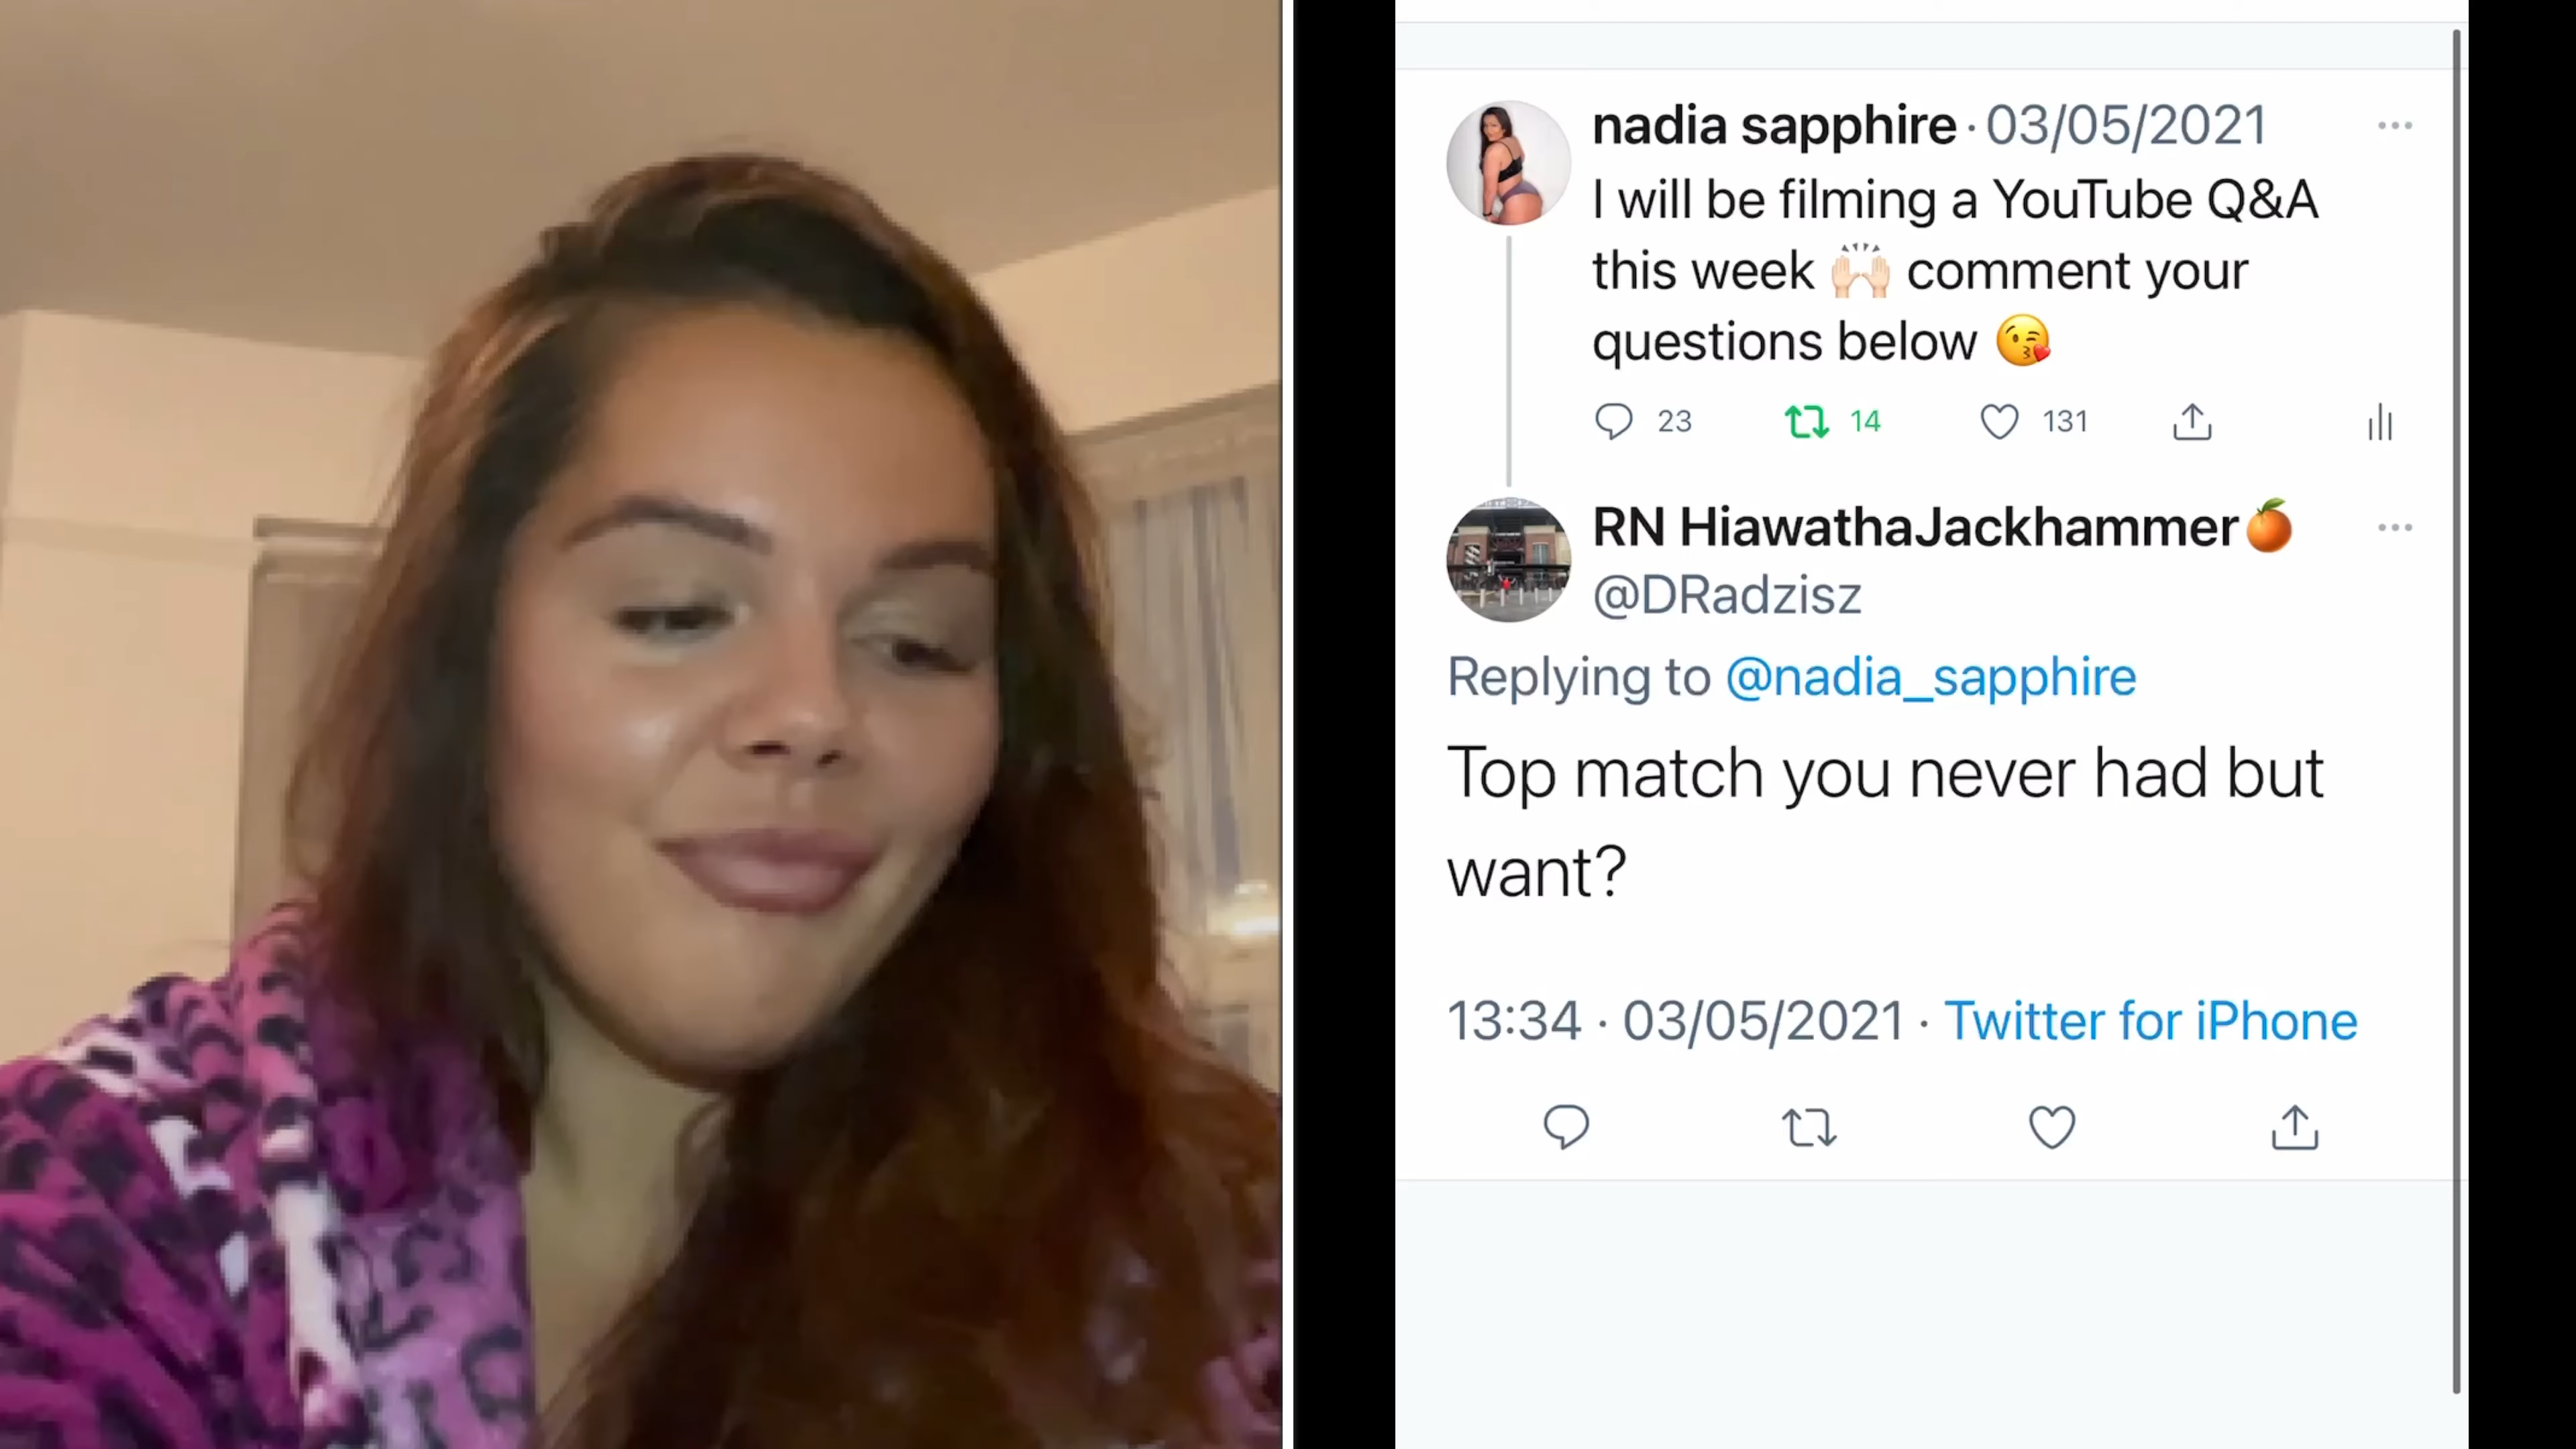 nadia sapphire · 03/05/2021
I will be filming a YouTube Q&A
this week 🙌🏻 comment your
questions below 😘
23 14 131
RN HiawathaJackhammer🍊
@DRadzisz
Replying to @nadia_sapphire
Top match you never had but
want?
13:34 · 03/05/2021 · Twitter for iPhone